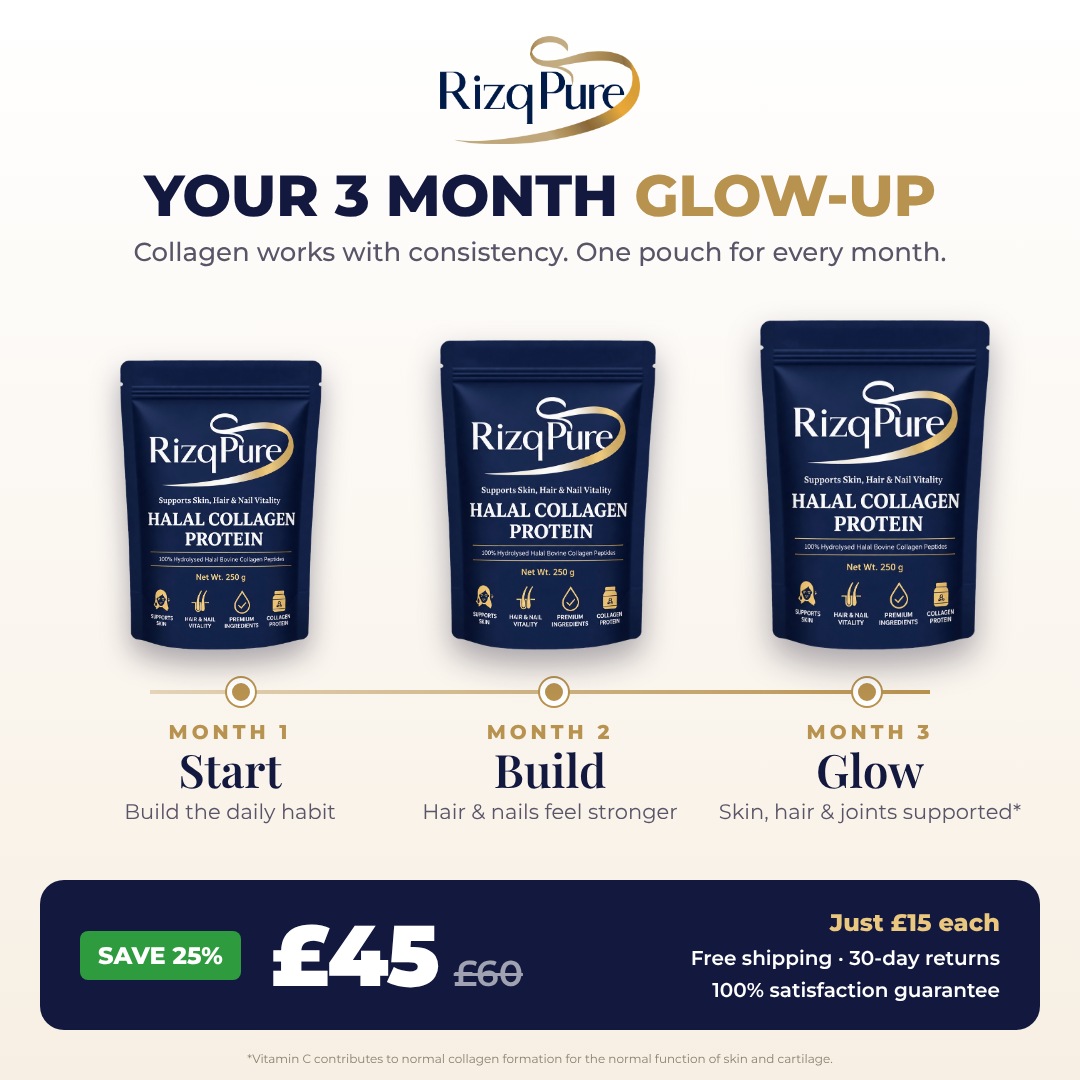 RizqPure
YOUR 3 MONTH GLOW-UP
Collagen works with consistency. One pouch for every month.
RizqPure
Supports Skin, Hair & Nail Vitality
HALAL COLLAGEN
PROTEIN
100% Hydrolysed Halal Bovine Collagen Peptides
Net Wt. 250 g
SUPPORTS
SKIN
HAIR & NAIL
VITALITY
PREMIUM
INGREDIENTS
COLLAGEN
PROTEIN
RizqPure
Supports Skin, Hair & Nail Vitality
HALAL COLLAGEN
PROTEIN
100% Hydrolysed Halal Bovine Collagen Peptides
Net Wt. 250 g
SUPPORTS
SKIN
HAIR & NAIL
VITALITY
PREMIUM
INGREDIENTS
COLLAGEN
PROTEIN
RizqPure
Supports Skin, Hair & Nail Vitality
HALAL COLLAGEN
PROTEIN
100% Hydrolysed Halal Bovine Collagen Peptides
Net Wt. 250 g
SUPPORTS
SKIN
HAIR & NAIL
VITALITY
PREMIUM
INGREDIENTS
COLLAGEN
PROTEIN
MONTH 1
Start
Build the daily habit
MONTH 2
Build
Hair & nails feel stronger
MONTH 3
Glow
Skin, hair & joints supported*
SAVE 25%
£45 £60
Just £15 each
Free shipping · 30-day returns
100% satisfaction guarantee
*Vitamin C contributes to normal collagen formation for the normal function of skin and cartilage.